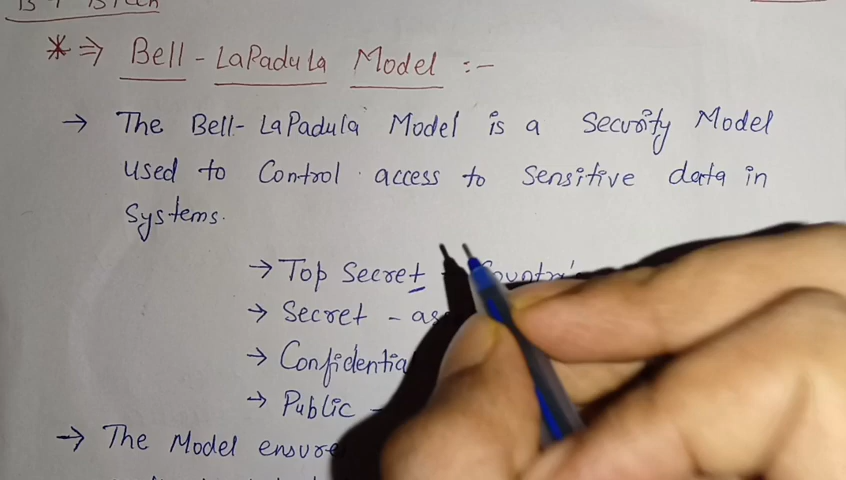 * ⇒ Bell - LaPadula Model :-
→ The Bell-LaPadula Model is a Security Model
used to Control access to Sensitive data in
Systems.
→ Top Secret
→ Secret - as
→ Confidentia
→ Public -
→ The Model ensure